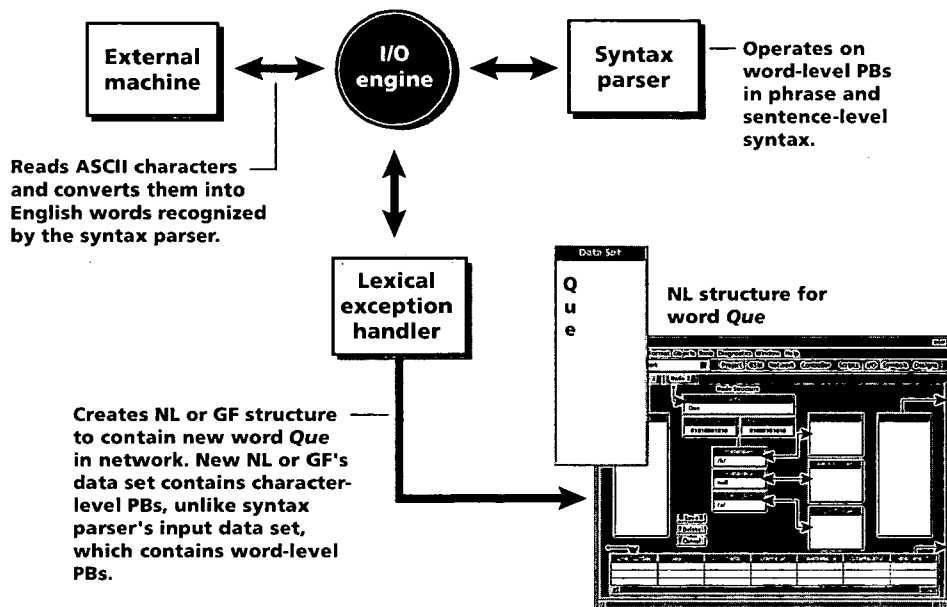 External
machine
I/O
engine
Syntax
parser
Operates on
word-level PBs
in phrase and
sentence-level
syntax.
Reads ASCII characters
and converts them into
English words recognized
by the syntax parser.
Lexical
exception
handler
Data Set
Q
u
e
NL structure for
word Que
Node Structure
Que
null
Creates NL or GF structure
to contain new word Que
in network. New NL or GF's
data set contains character-
level PBs, unlike syntax
parser's input data set,
which contains word-level
PBs.